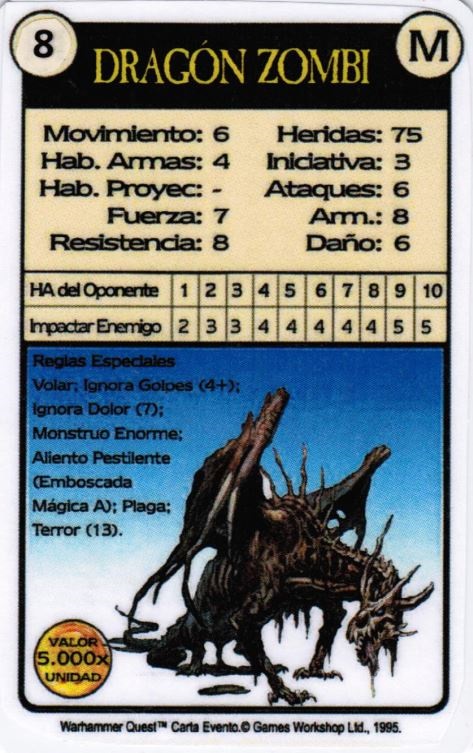 8
M
DRAGÓN ZOMBI
Movimiento: 6 Heridas: 75
Hab. Armas: 4 Iniciativa: 3
Hab. Proyec: - Ataques: 6
Fuerza: 7 Arm.: 8
Resistencia: 8 Daño: 6
HA del Oponente 1 2 3 4 5 6 7 8 9 10
Impactar Enemigo 2 3 3 4 4 4 4 4 5 5
Reglas Especiales
Volar; Ignora Golpes (4+);
Ignora Dolor (7);
Monstruo Enorme;
Aliento Pestilente
(Emboscada
Mágica A); Plaga;
Terror (13).
VALOR
5.000x
UNIDAD
Warhammer Quest™ Carta Evento.© Games Workshop Ltd., 1995.